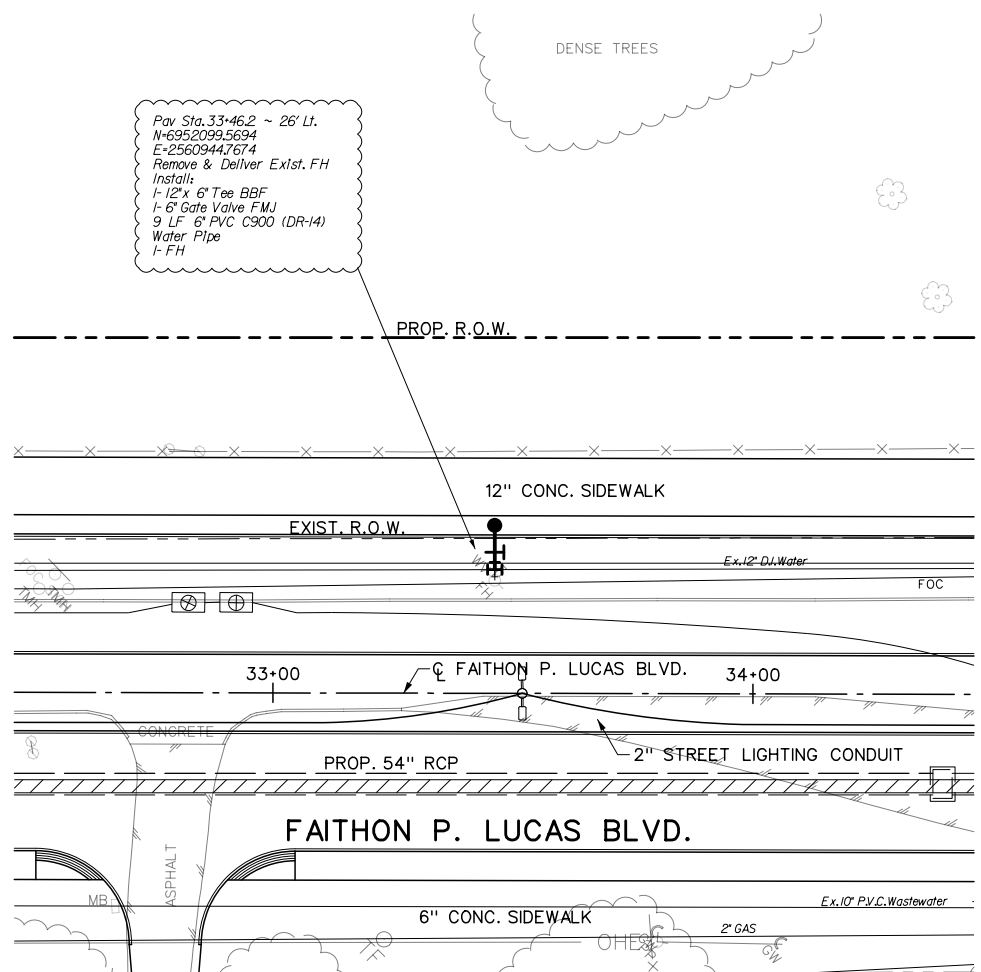 DENSE TREES
Pav Sta. 33+46.2 ~ 26' Lt.
N=6952099.5694
E=2560944.7674
Remove & Deliver Exist. FH
Install:
1- 12"x 6" Tee BBF
1- 6" Gate Valve FMJ
9 LF 6" PVC C900 (DR-14)
Water Pipe
1- FH
PROP. R.O.W.
12" CONC. SIDEWALK
EXIST. R.O.W.
Ex.12" D.I.Water
FOC
TMH
TMH
FH
FOC
33+00
℄ FAITHON P. LUCAS BLVD.
34+00
CONCRETE
2" STREET LIGHTING CONDUIT
PROP. 54" RCP
FAITHON P. LUCAS BLVD.
ASPHALT
MB
Ex.10" P.V.C.Wastewater
6" CONC. SIDEWALK
2" GAS
OHE
GW